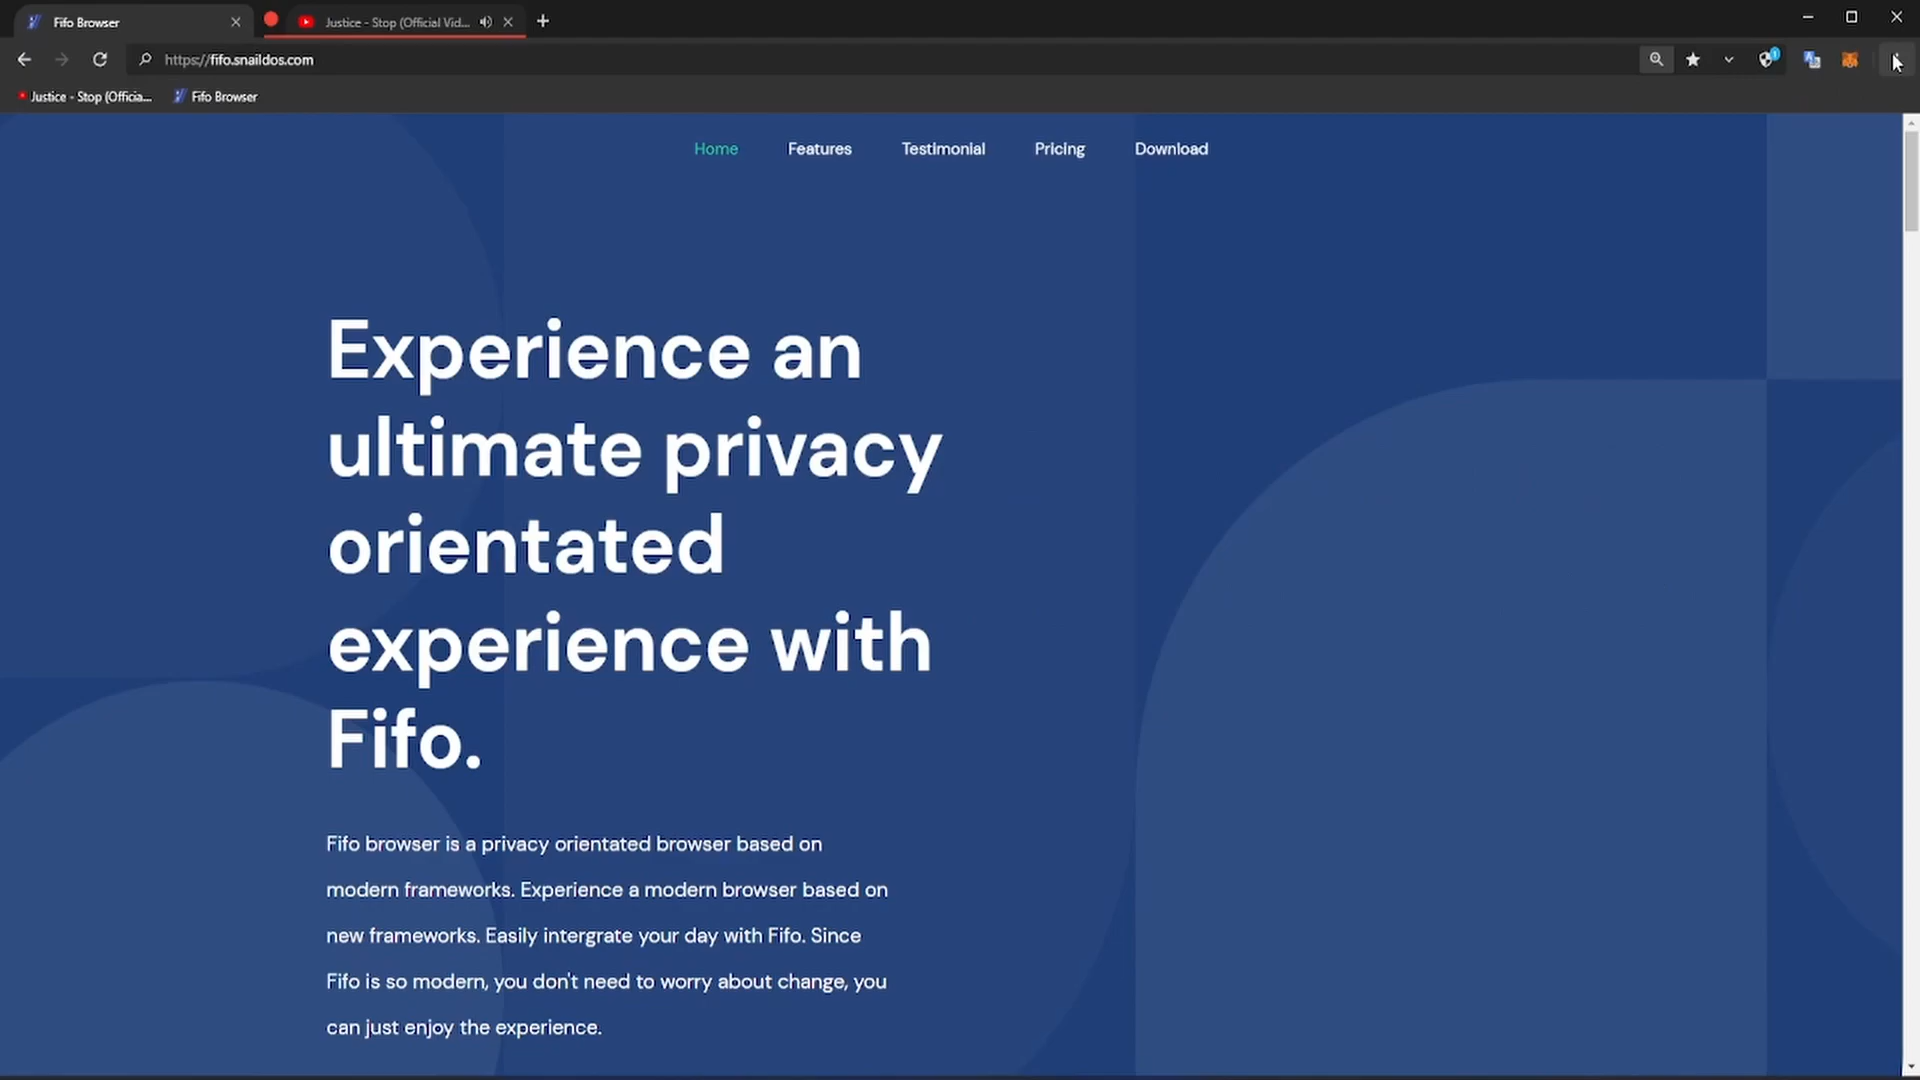 Fifo Browser
Justice - Stop (Official Vid...
https://fifo.snaildos.com
1
Justice - Stop (Officia...
Fifo Browser
Home
Features
Testimonial
Pricing
Download
Experience an
ultimate privacy
orientated
experience with
Fifo.
Fifo browser is a privacy orientated browser based on
modern frameworks. Experience a modern browser based on
new frameworks. Easily intergrate your day with Fifo. Since
Fifo is so modern, you don't need to worry about change, you
can just enjoy the experience.